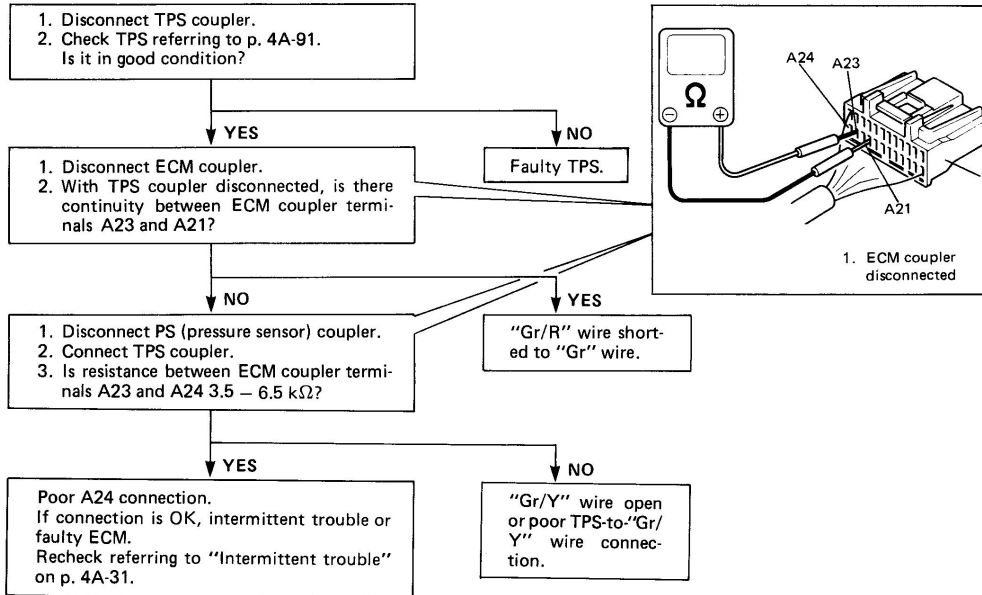 1. Disconnect TPS coupler.
2. Check TPS referring to p. 4A-91.
Is it in good condition?
YES
NO
Faulty TPS.
1. Disconnect ECM coupler.
2. With TPS coupler disconnected, is there
continuity between ECM coupler termi-
nals A23 and A21?
NO
YES
"Gr/R" wire short-
ed to "Gr" wire.
1. Disconnect PS (pressure sensor) coupler.
2. Connect TPS coupler.
3. Is resistance between ECM coupler termi-
nals A23 and A24 3.5 – 6.5 kΩ?
YES
NO
Poor A24 connection.
If connection is OK, intermittent trouble or
faulty ECM.
Recheck referring to "Intermittent trouble"
on p. 4A-31.
"Gr/Y" wire open
or poor TPS-to-"Gr/
Y" wire connec-
tion.
Ω
⊖ ⊕
A24
A23
A21
1. ECM coupler
disconnected